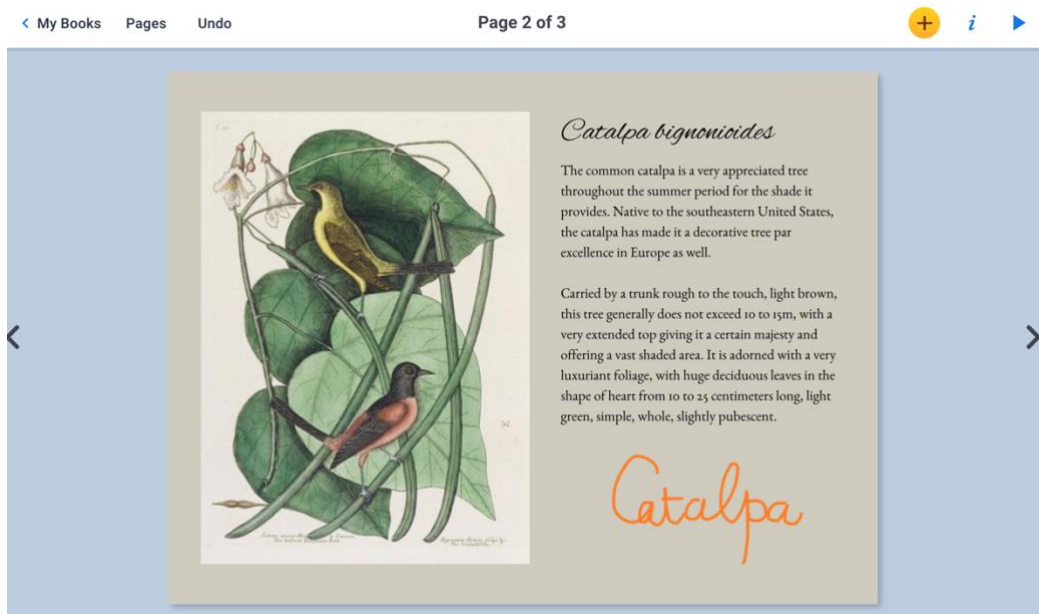 My Books
Pages
Undo
Page 2 of 3
Catalpa bignonioides
The common catalpa is a very appreciated tree
throughout the summer period for the shade it
provides. Native to the southeastern United States,
the catalpa has made it a decorative tree par
excellence in Europe as well.
Carried by a trunk rough to the touch, light brown,
this tree generally does not exceed 10 to 15m, with a
very extended top giving it a certain majesty and
offering a vast shaded area. It is adorned with a very
luxuriant foliage, with huge deciduous leaves in the
shape of heart from 10 to 25 centimeters long, light
green, simple, whole, slightly pubescent.
Catalpa